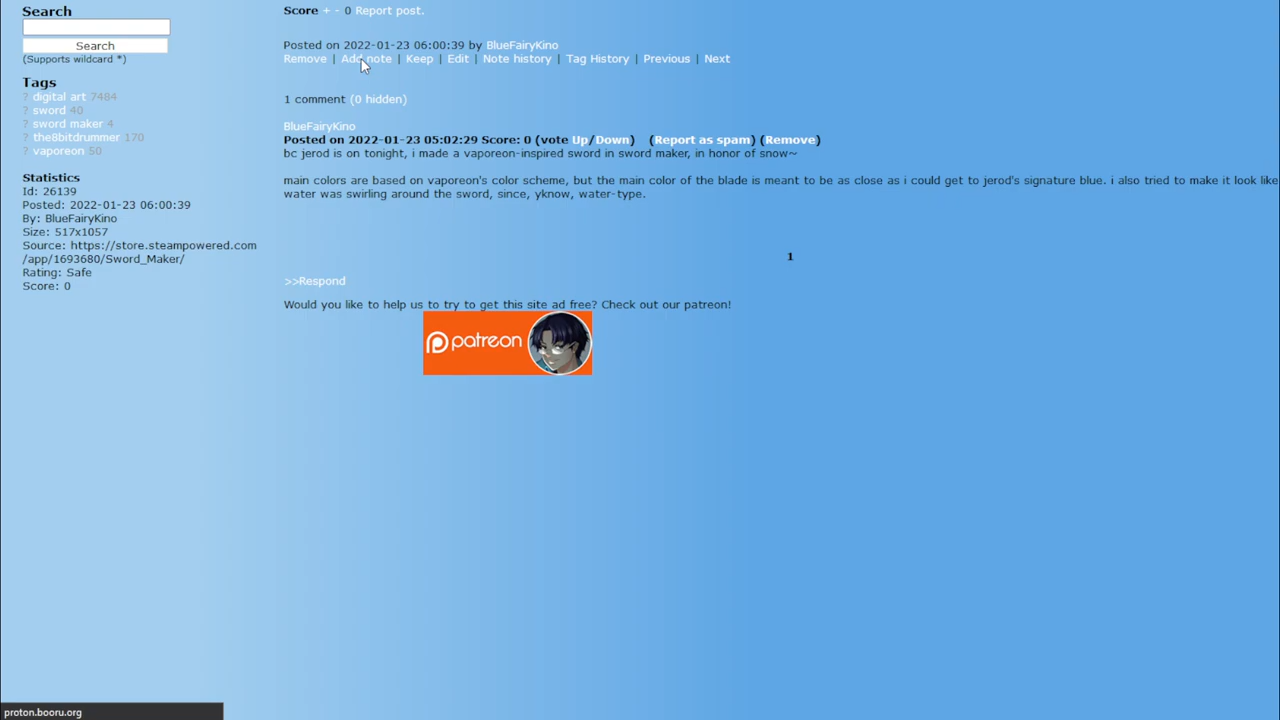 Search
Search
(Supports wildcard *)
Tags
? digital art 7484
? sword 40
? sword maker 4
? the8bitdrummer 170
? vaporeon 50
Statistics
Id: 26139
Posted: 2022-01-23 06:00:39
By: BlueFairyKino
Size: 517x1057
Source: https://store.steampowered.com
/app/1693680/Sword_Maker/
Rating: Safe
Score: 0
Score + - 0 Report post.
Posted on 2022-01-23 06:00:39 by BlueFairyKino
Remove | Add note | Keep | Edit | Note history | Tag History | Previous | Next
1 comment (0 hidden)
BlueFairyKino
Posted on 2022-01-23 05:02:29 Score: 0 (vote Up/Down) (Report as spam) (Remove)
bc jerod is on tonight, i made a vaporeon-inspired sword in sword maker, in honor of snow~
main colors are based on vaporeon's color scheme, but the main color of the blade is meant to be as close as i could get to jerod's signature blue. i also tried to make it look like
water was swirling around the sword, since, yknow, water-type.
1
>>Respond
Would you like to help us to try to get this site ad free? Check out our patreon!
patreon
proton.booru.org